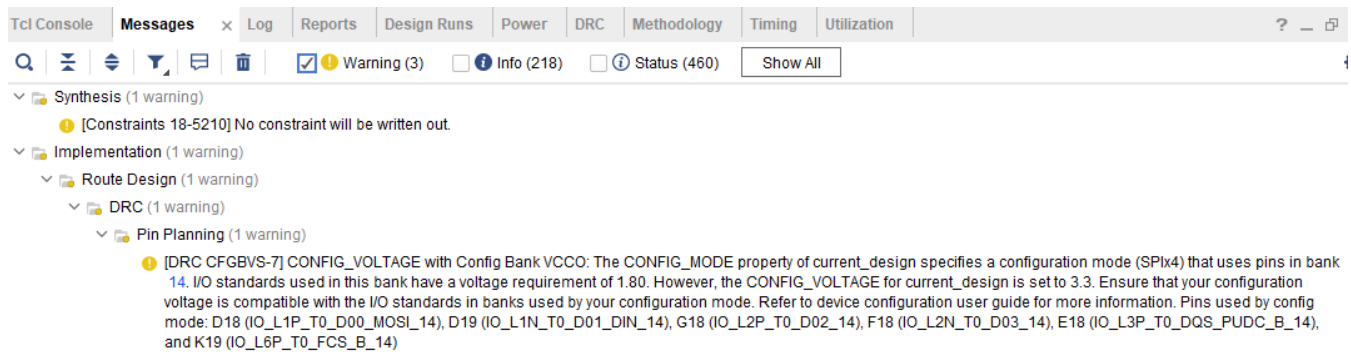 Tcl Console Messages × Log Reports Design Runs Power DRC Methodology Timing Utilization ? _
Warning (3) Info (218) Status (460) Show All
Synthesis (1 warning)
[Constraints 18-5210] No constraint will be written out.
Implementation (1 warning)
Route Design (1 warning)
DRC (1 warning)
Pin Planning (1 warning)
[DRC CFGBVS-7] CONFIG_VOLTAGE with Config Bank VCCO: The CONFIG_MODE property of current_design specifies a configuration mode (SPIx4) that uses pins in bank
14. I/O standards used in this bank have a voltage requirement of 1.80. However, the CONFIG_VOLTAGE for current_design is set to 3.3. Ensure that your configuration
voltage is compatible with the I/O standards in banks used by your configuration mode. Refer to device configuration user guide for more information. Pins used by config
mode: D18 (IO_L1P_T0_D00_MOSI_14), D19 (IO_L1N_T0_D01_DIN_14), G18 (IO_L2P_T0_D02_14), F18 (IO_L2N_T0_D03_14), E18 (IO_L3P_T0_DQS_PUDC_B_14),
and K19 (IO_L6P_T0_FCS_B_14)